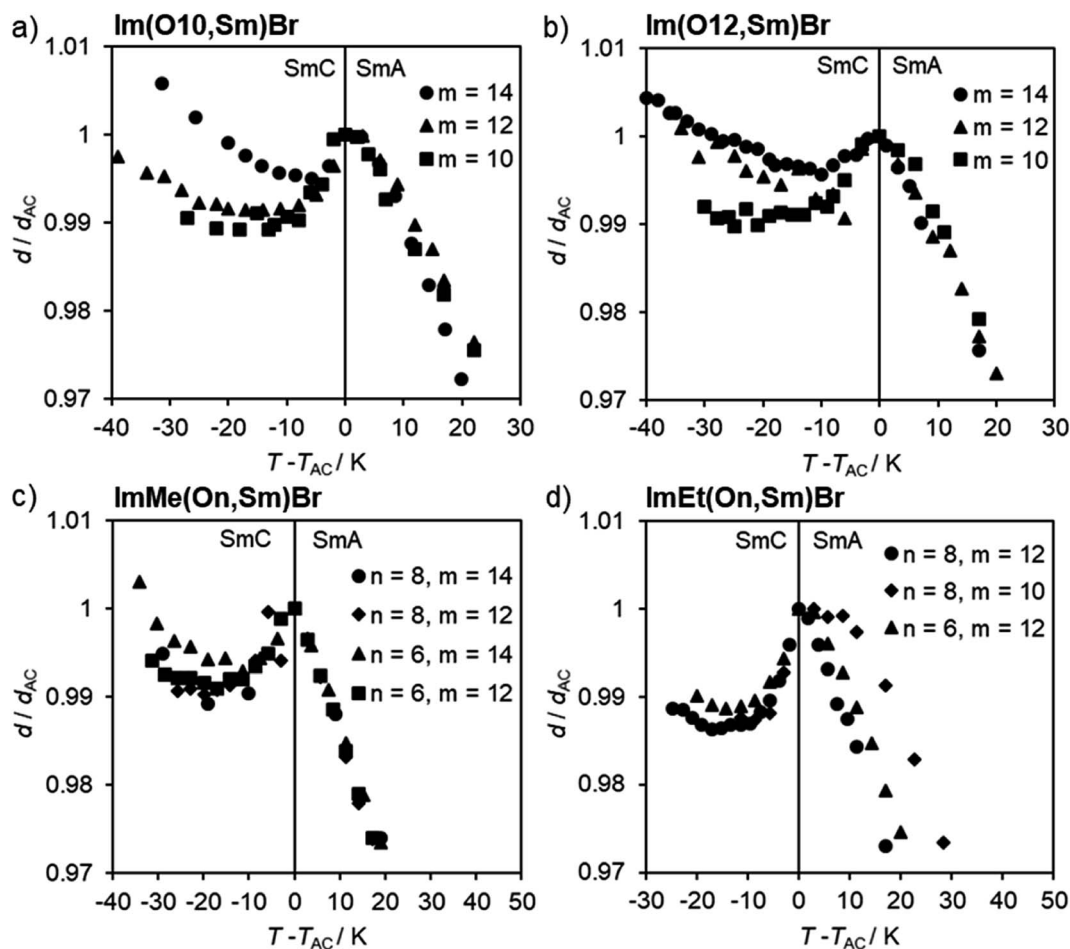 a) Im(O10,Sm)Br
1.01
SmC SmA
m = 14
m = 12
m = 10
1
0.99
0.98
0.97
d / dAC
-40 -30 -20 -10 0 10 20 30
T - TAC / K
b) Im(O12,Sm)Br
1.01
SmC SmA
m = 14
m = 12
m = 10
1
0.99
0.98
0.97
d / dAC
-40 -30 -20 -10 0 10 20 30
T - TAC / K
c) ImMe(On,Sm)Br
1.01
SmC SmA
n = 8, m = 14
n = 8, m = 12
n = 6, m = 14
n = 6, m = 12
1
0.99
0.98
0.97
d / dAC
-40 -30 -20 -10 0 10 20 30 40 50
T - TAC / K
d) ImEt(On,Sm)Br
1.01
SmC SmA
n = 8, m = 12
n = 8, m = 10
n = 6, m = 12
1
0.99
0.98
0.97
d / dAC
-30 -20 -10 0 10 20 30 40 50
T - TAC / K